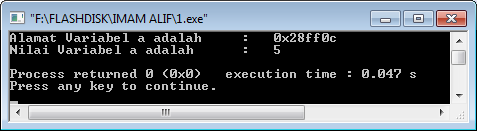 "F:\FLASHDISK\IMAM ALIF\1.exe"
Alamat Variabel a adalah : 0x28ff0c
Nilai Variabel a adalah : 5
Process returned 0 (0x0) execution time : 0.047 s
Press any key to continue.